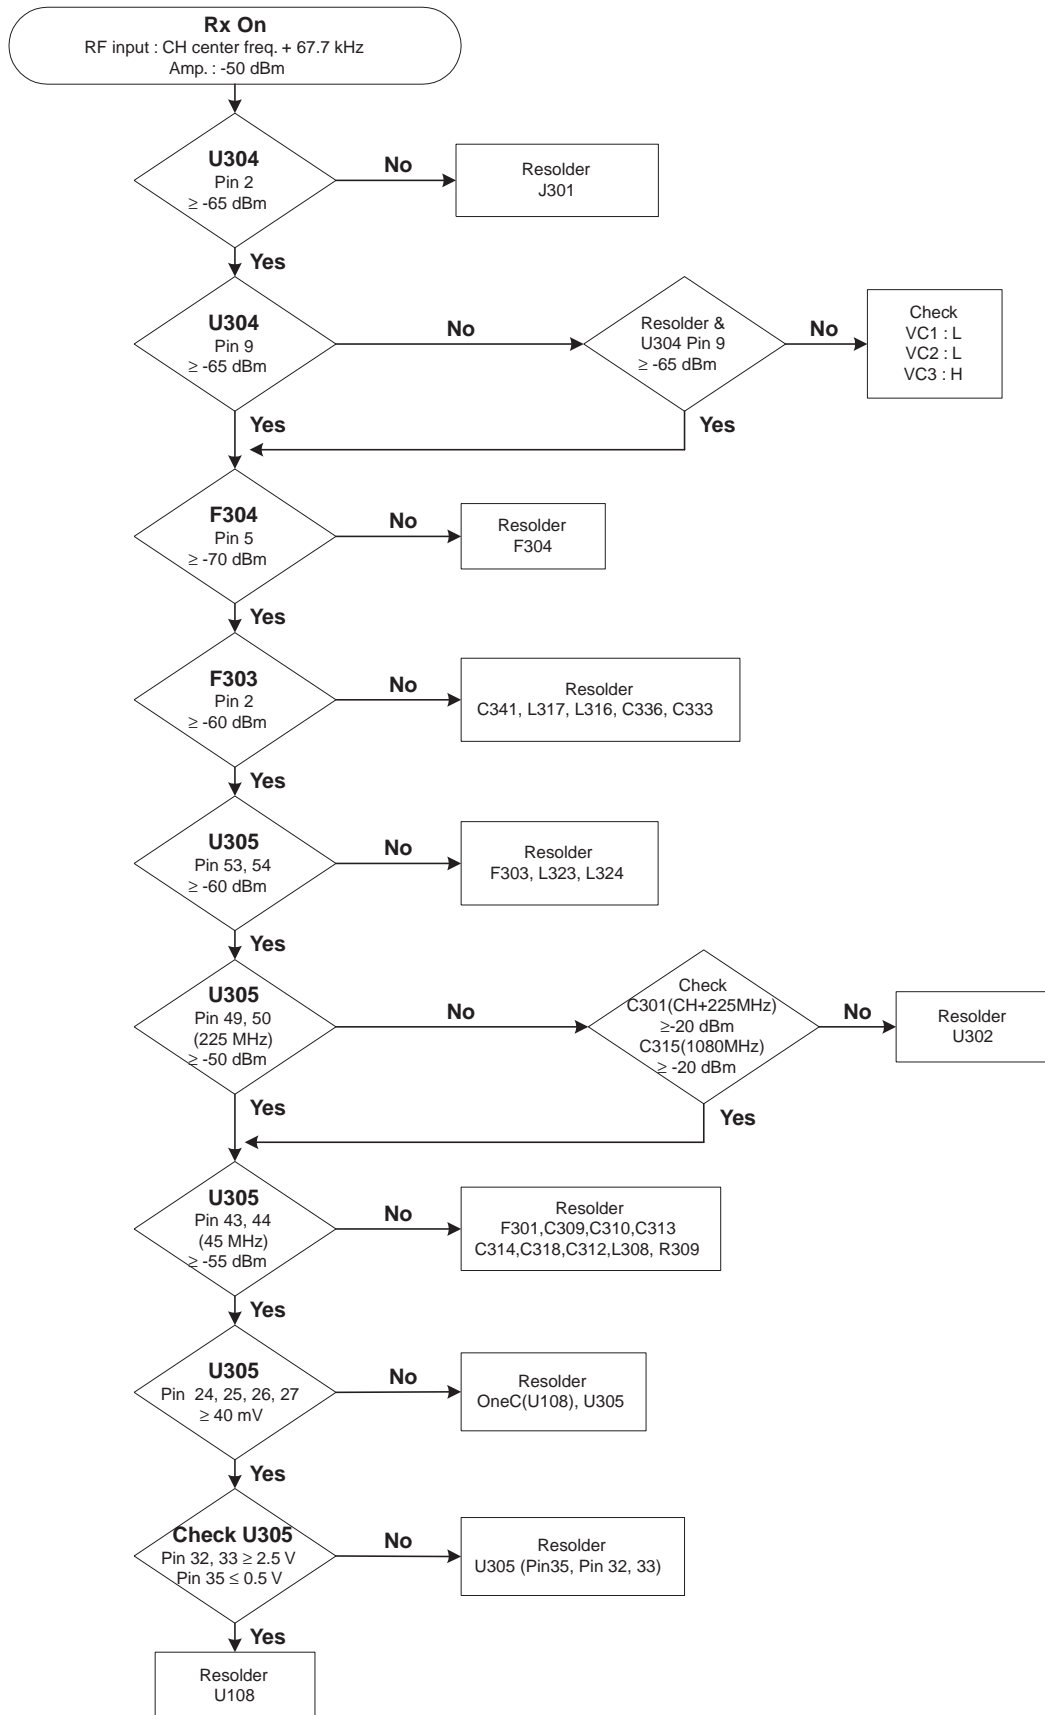 Rx On
RF input : CH center freq. + 67.7 kHz
Amp. : -50 dBm
U304
Pin 2
≥ -65 dBm
No
Resolder
J301
Yes
U304
Pin 9
≥ -65 dBm
No
Resolder &
U304 Pin 9
≥ -65 dBm
No
Check
VC1 : L
VC2 : L
VC3 : H
Yes
Yes
F304
Pin 5
≥ -70 dBm
No
Resolder
F304
Yes
F303
Pin 2
≥ -60 dBm
No
Resolder
C341, L317, L316, C336, C333
Yes
U305
Pin 53, 54
≥ -60 dBm
No
Resolder
F303, L323, L324
Yes
U305
Pin 49, 50
(225 MHz)
≥ -50 dBm
No
Check
C301(CH+225MHz)
≥-20 dBm
C315(1080MHz)
≥ -20 dBm
No
Resolder
U302
Yes
Yes
U305
Pin 43, 44
(45 MHz)
≥ -55 dBm
No
Resolder
F301,C309,C310,C313
C314,C318,C312,L308, R309
Yes
U305
Pin 24, 25, 26, 27
≥ 40 mV
No
Resolder
OneC(U108), U305
Yes
Check U305
Pin 32, 33 ≥ 2.5 V
Pin 35 ≤ 0.5 V
No
Resolder
U305 (Pin35, Pin 32, 33)
Yes
Resolder
U108